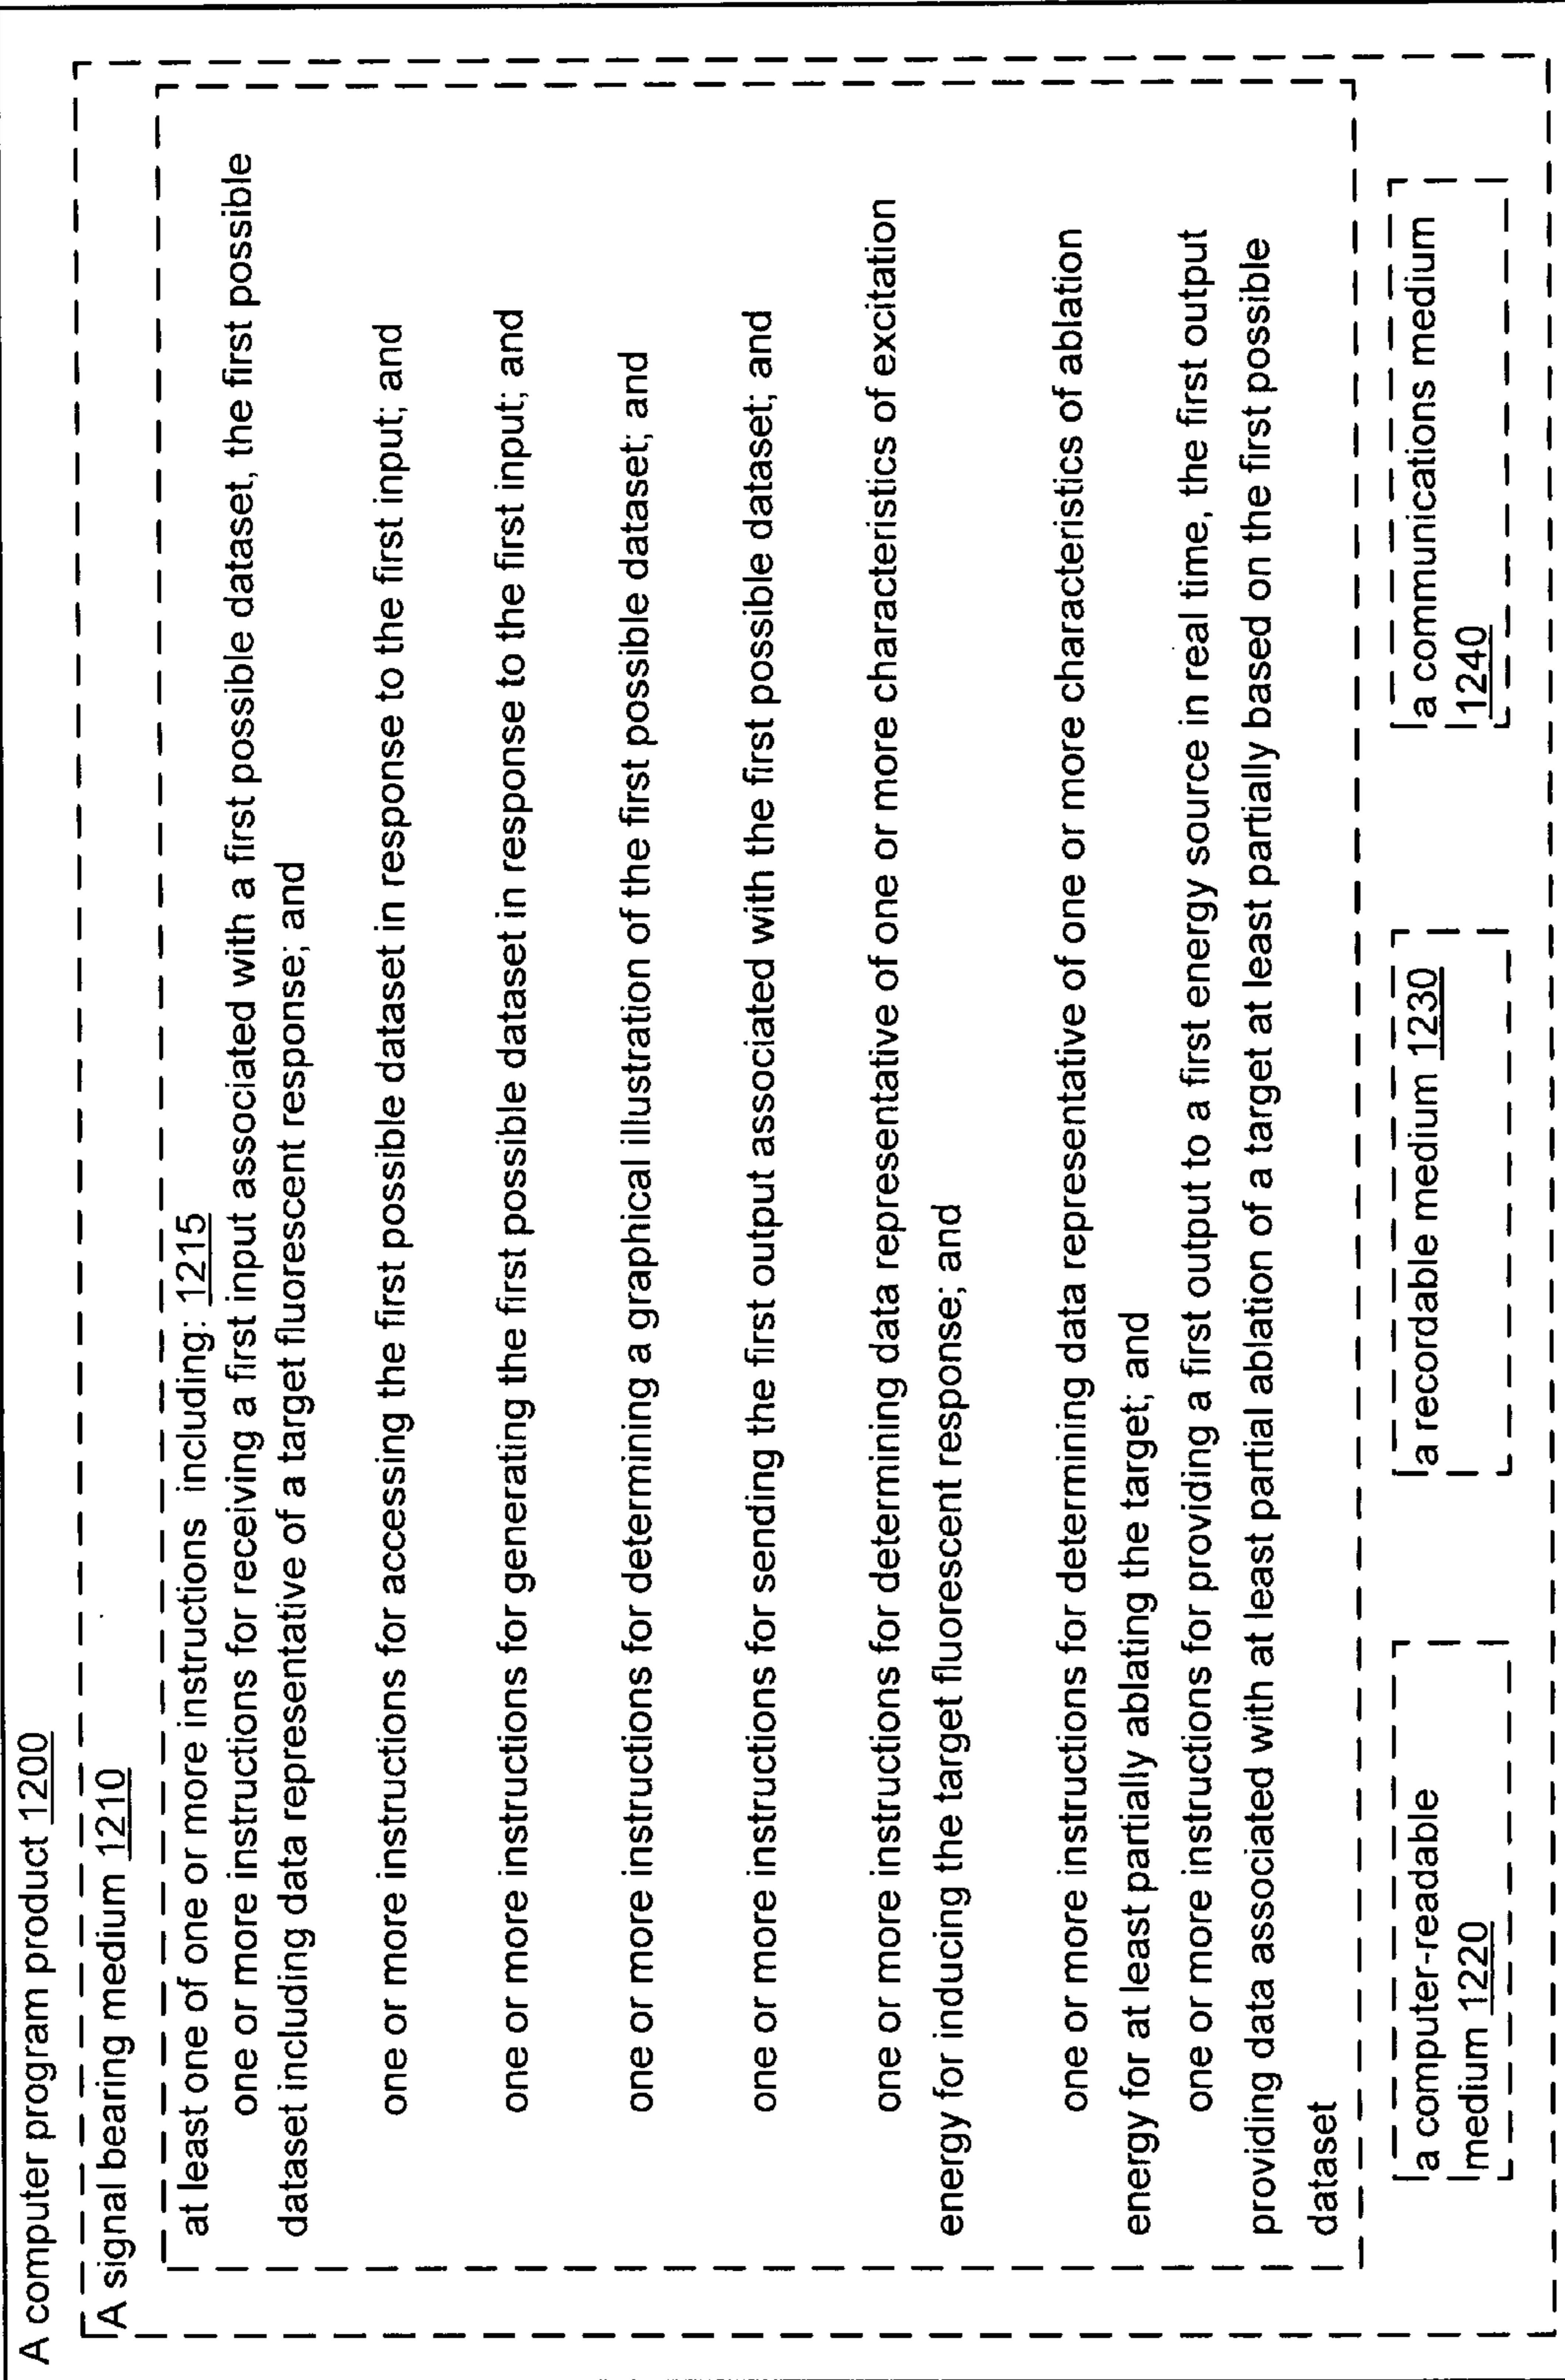 A computer program product 1200
A signal bearing medium 1210
at least one of one or more instructions including: 1215
one or more instructions for receiving a first input associated with a first possible dataset, the first possible
dataset including data representative of a target fluorescent response; and
one or more instructions for accessing the first possible dataset in response to the first input; and
one or more instructions for generating the first possible dataset in response to the first input; and
one or more instructions for determining a graphical illustration of the first possible dataset; and
one or more instructions for sending the first output associated with the first possible dataset; and
one or more instructions for determining data representative of one or more characteristics of excitation
energy for inducing the target fluorescent response; and
one or more instructions for determining data representative of one or more characteristics of ablation
energy for at least partially ablating the target; and
one or more instructions for providing a first output to a first energy source in real time, the first output
providing data associated with at least partial ablation of a target at least partially based on the first possible
dataset
a computer-readable
medium 1220
a recordable medium 1230
a communications medium
1240